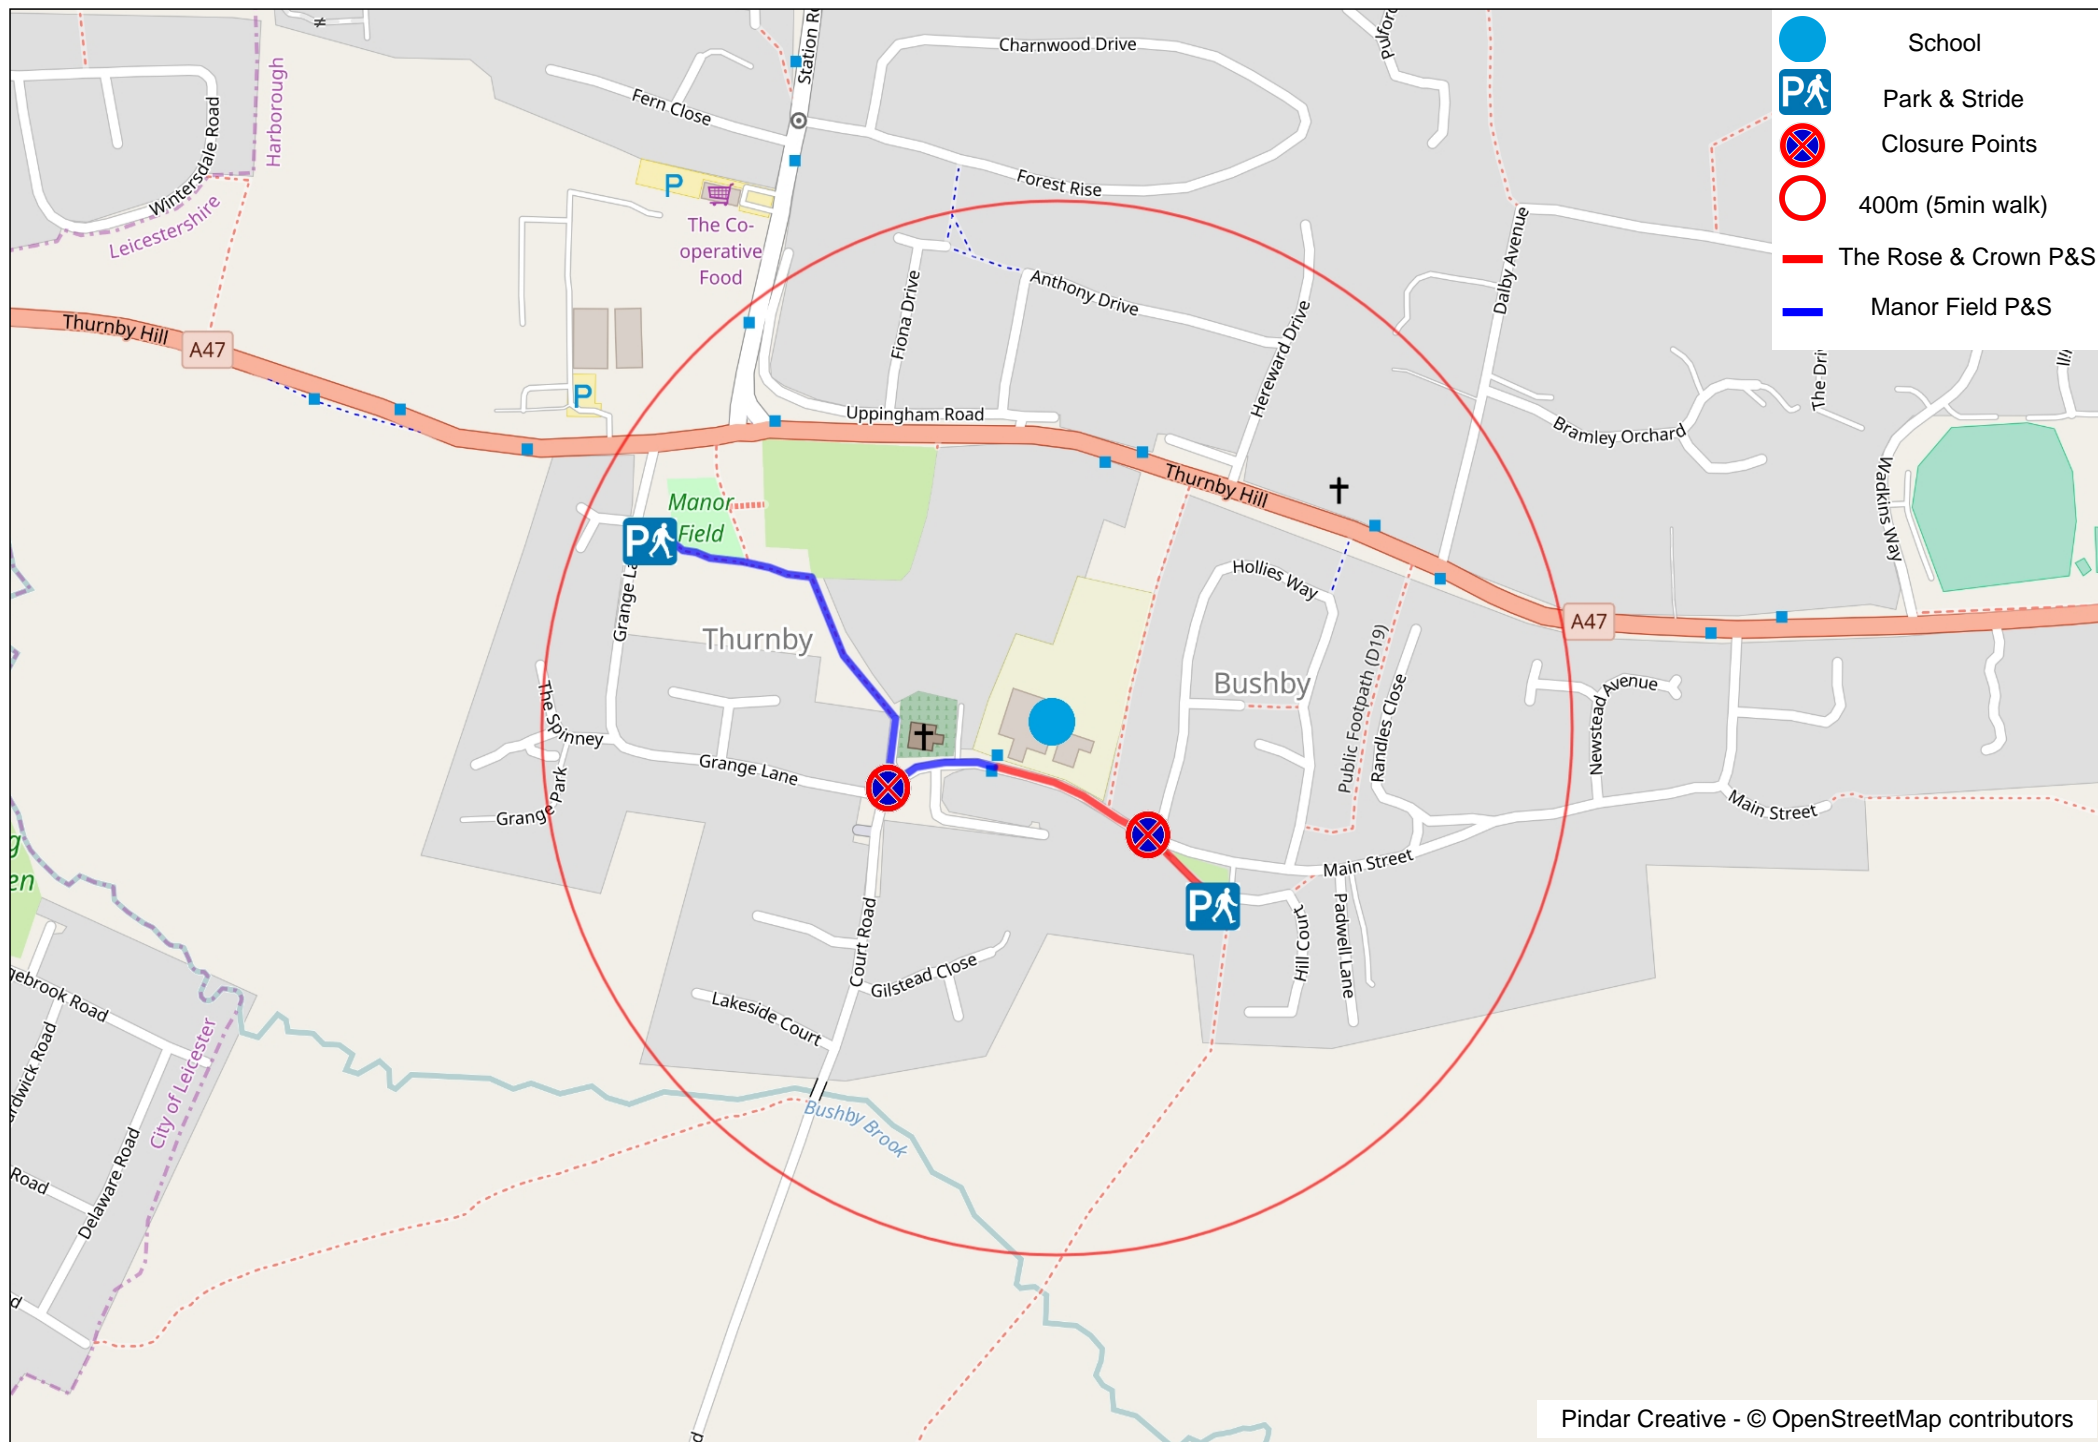 School
Park & Stride
Closure Points
400m (5min walk)
The Rose & Crown P&S
Manor Field P&S
Charnwood Drive
Fern Close
Forest Rise
Harborough
Wintersdale Road
Leicestershire
P
The Co-
operative
Food
Fiona Drive
Anthony Drive
Hereward Drive
Dalby Avenue
Thurnby Hill
A47
P
Uppingham Road
Bramley Orchard
Thurnby Hill
Wadkins Way
Manor
Field
P
Hollies Way
A47
Thurnby
Bushby
Public Footpath (D19)
Randles Close
Newstead Avenue
The Spinney
Grange Lane
Grange Park
Main Street
Main Street
P
Court Road
Hill Court
Padwell Lane
Gilstead Close
Lakeside Court
City of Leicester
Bushby Brook
Delaware Road
Road
Pindar Creative - © OpenStreetMap contributors